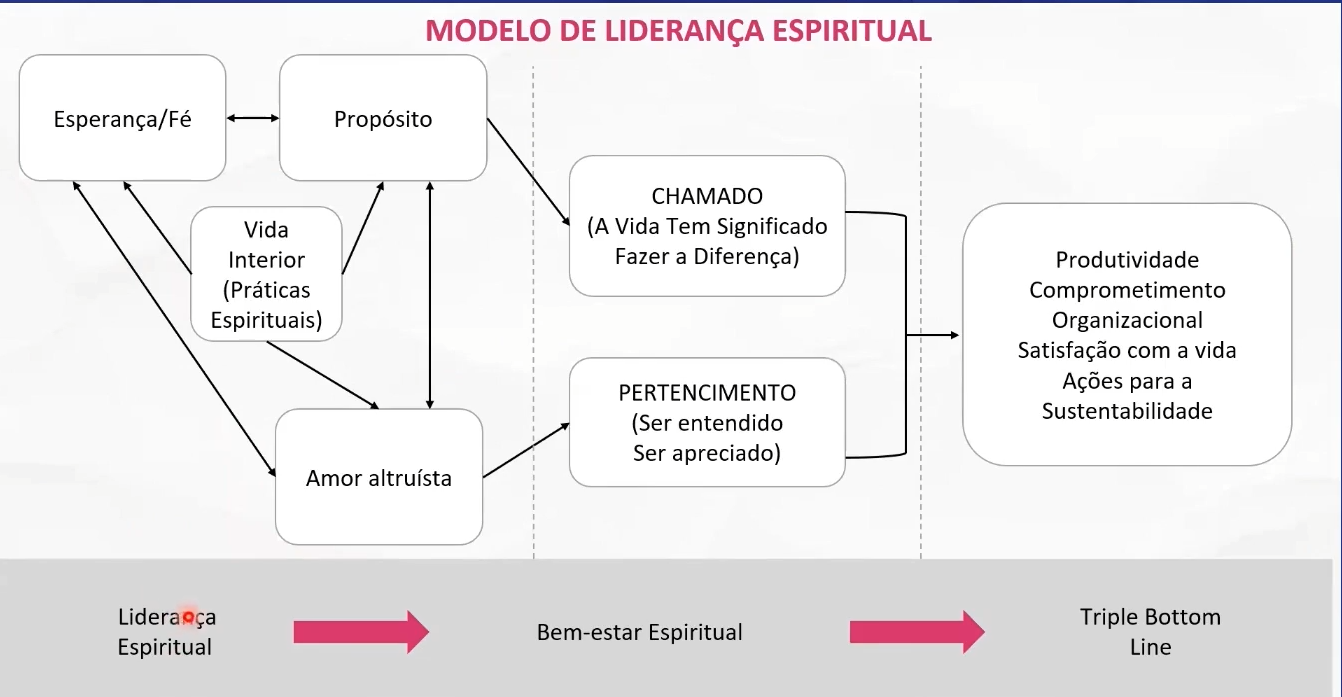 MODELO DE LIDERANÇA ESPIRITUAL
Esperança/Fé
Propósito
Vida
Interior
(Práticas
Espirituais)
Amor altruísta
CHAMADO
(A Vida Tem Significado
Fazer a Diferença)
PERTENCIMENTO
(Ser entendido
Ser apreciado)
Produtividade
Comprometimento
Organizacional
Satisfação com a vida
Ações para a
Sustentabilidade
Liderança
Espiritual
Bem-estar Espiritual
Triple Bottom
Line